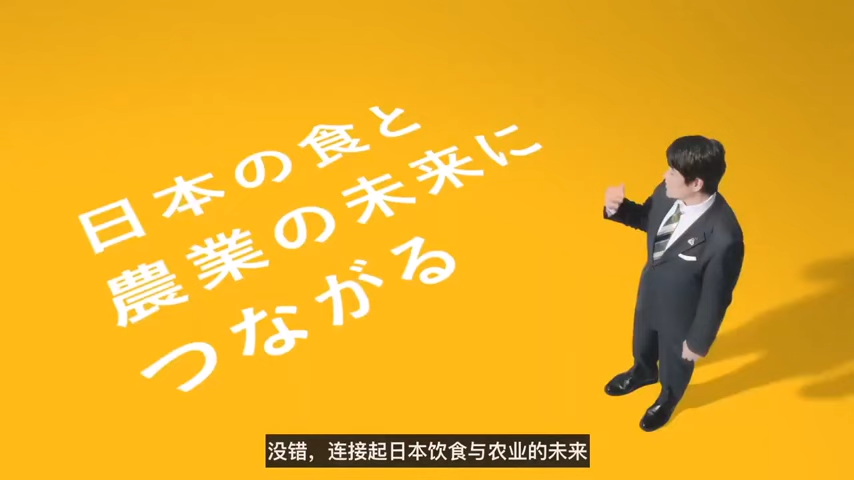 日本の食と
農業の未来に
つながる
没错，连接起日本饮食与农业的未来